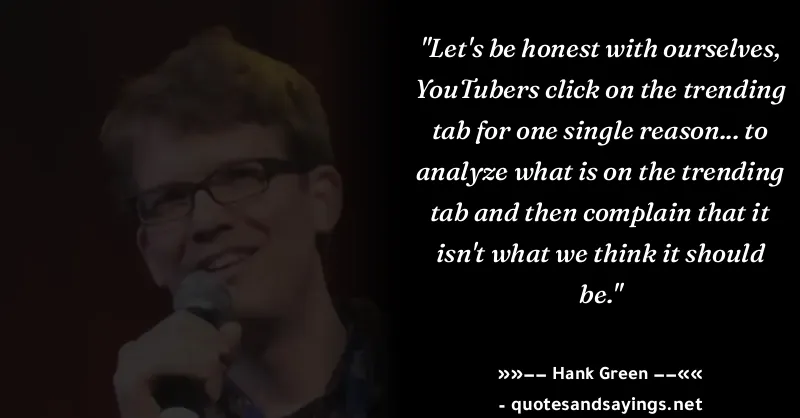 "Let's be honest with ourselves,
YouTubers click on the trending
tab for one single reason... to
analyze what is on the trending
tab and then complain that it
isn't what we think it should
be."
»»–– Hank Green ––««
- quotesandsayings.net